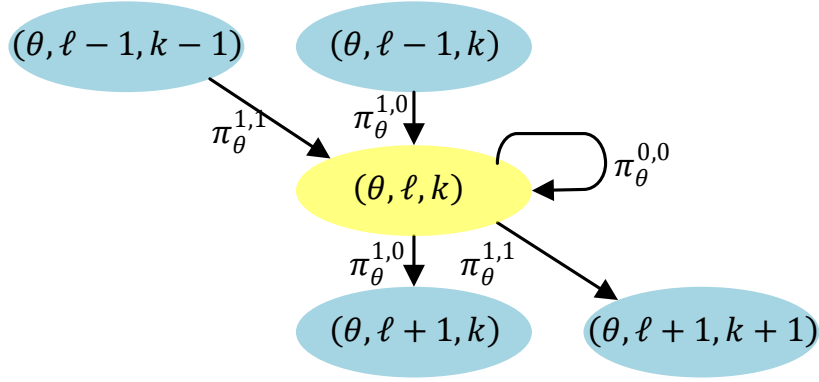 (θ, ℓ − 1, k − 1)
(θ, ℓ − 1, k)
π_θ^{1,1}
π_θ^{1,0}
π_θ^{0,0}
(θ, ℓ, k)
π_θ^{1,0}
π_θ^{1,1}
(θ, ℓ + 1, k)
(θ, ℓ + 1, k + 1)